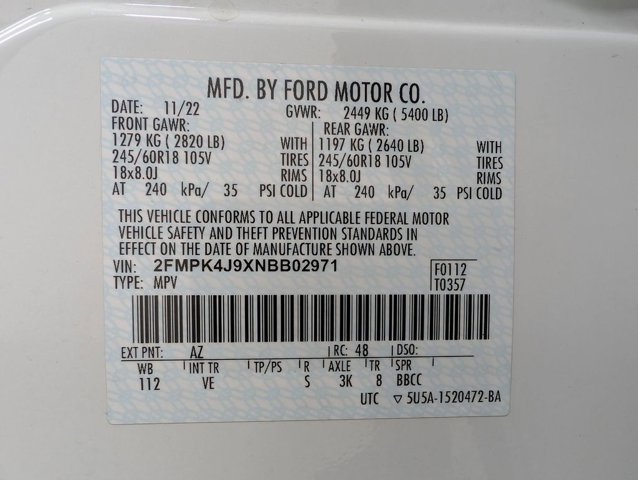 MFD. BY FORD MOTOR CO.
DATE: 11/22 GVWR: 2449 KG ( 5400 LB)
FRONT GAWR: REAR GAWR:
1279 KG ( 2820 LB) WITH 1197 KG ( 2640 LB) WITH
245/60R18 105V TIRES 245/60R18 105V TIRES
18x8.0J RIMS 18x8.0J RIMS
AT 240 kPa/ 35 PSI COLD AT 240 kPa/ 35 PSI COLD
THIS VEHICLE CONFORMS TO ALL APPLICABLE FEDERAL MOTOR
VEHICLE SAFETY AND THEFT PREVENTION STANDARDS IN
EFFECT ON THE DATE OF MANUFACTURE SHOWN ABOVE.
VIN: 2FMPK4J9XNBB02971 F0112
TYPE: MPV T0357
EXT PNT: AZ RC: 48 DSO:
WB INT TR TP/PS R AXLE TR SPR
112 VE S 3K 8 BBCC
UTC ▽ 5U5A-1520472-BA